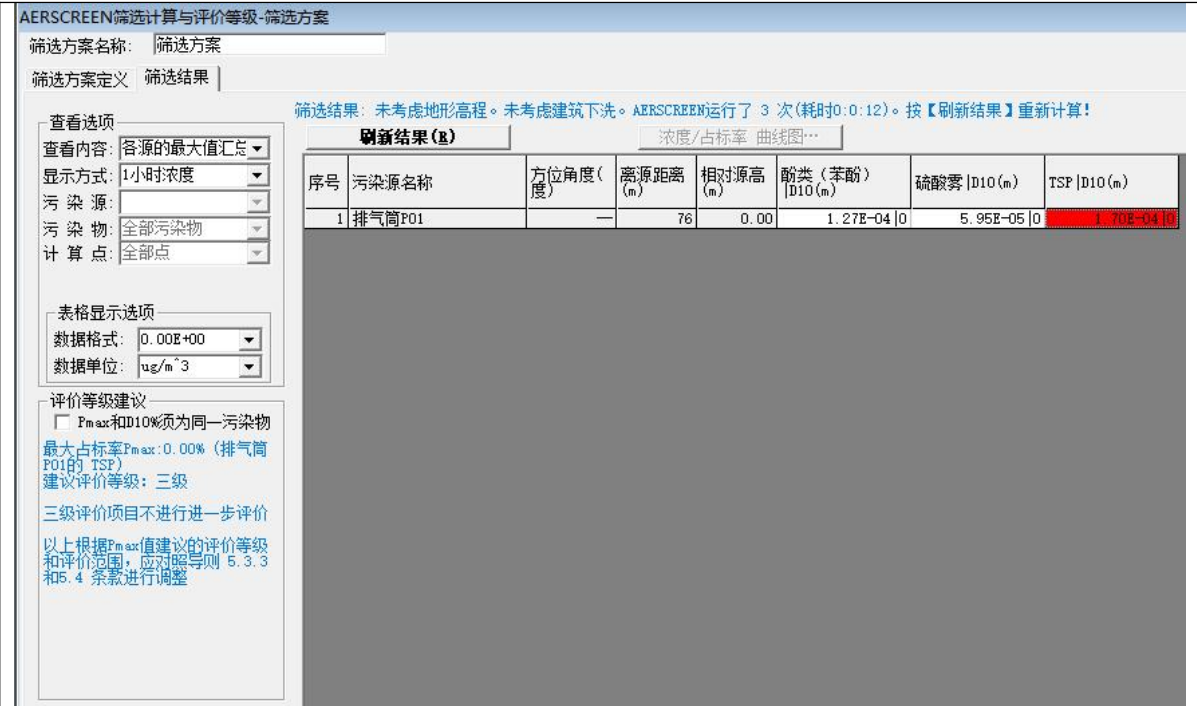 AERSCREEN筛选计算与评价等级-筛选方案
筛选方案名称: 筛选方案
筛选方案定义 筛选结果
筛选结果: 未考虑地形高程。未考虑建筑下洗。AERSCREEN运行了 3 次(耗时0:0:12)。按【刷新结果】重新计算!
刷新结果(R) 浓度/占标率 曲线图…
查看选项
查看内容: 各源的最大值汇总
显示方式: 1小时浓度
污 染 源:
污 染 物: 全部污染物
计 算 点: 全部点
表格显示选项
数据格式: 0.00E+00
数据单位: ug/m^3
评价等级建议
Pmax和D10%须为同一污染物
最大占标率Pmax:0.00% (排气筒
P01的 TSP)
建议评价等级: 三级
三级评价项目不进行进一步评价
以上根据Pmax值建议的评价等级
和评价范围,应对照导则 5.3.3
和5.4 条款进行调整
序号 污染源名称 方位角度(度) 离源距离(m) 相对源高(m) 酚类(苯酚)|D10(m) 硫酸雾|D10(m) TSP|D10(m)
1 排气筒P01 — 76 0.00 1.27E-04|0 5.95E-05|0 1.70E-04|0